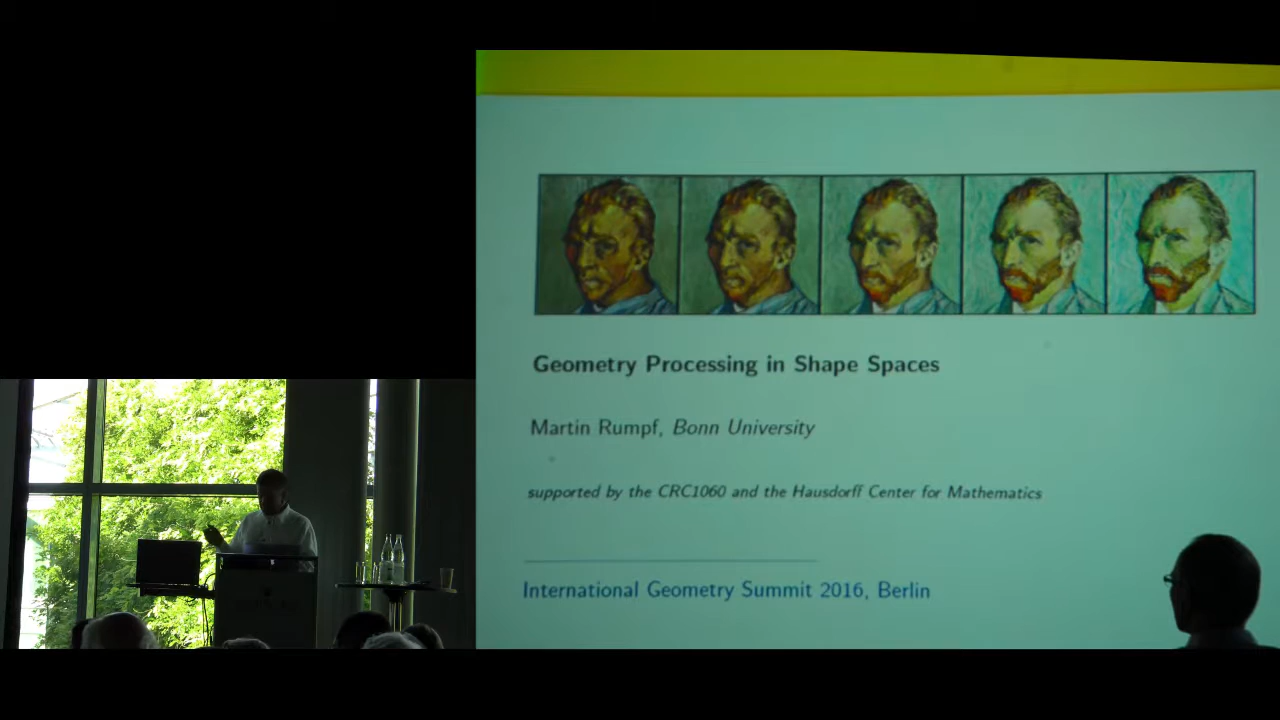 Geometry Processing in Shape Spaces
Martin Rumpf, Bonn University
supported by the CRC1060 and the Hausdorff Center for Mathematics
International Geometry Summit 2016, Berlin